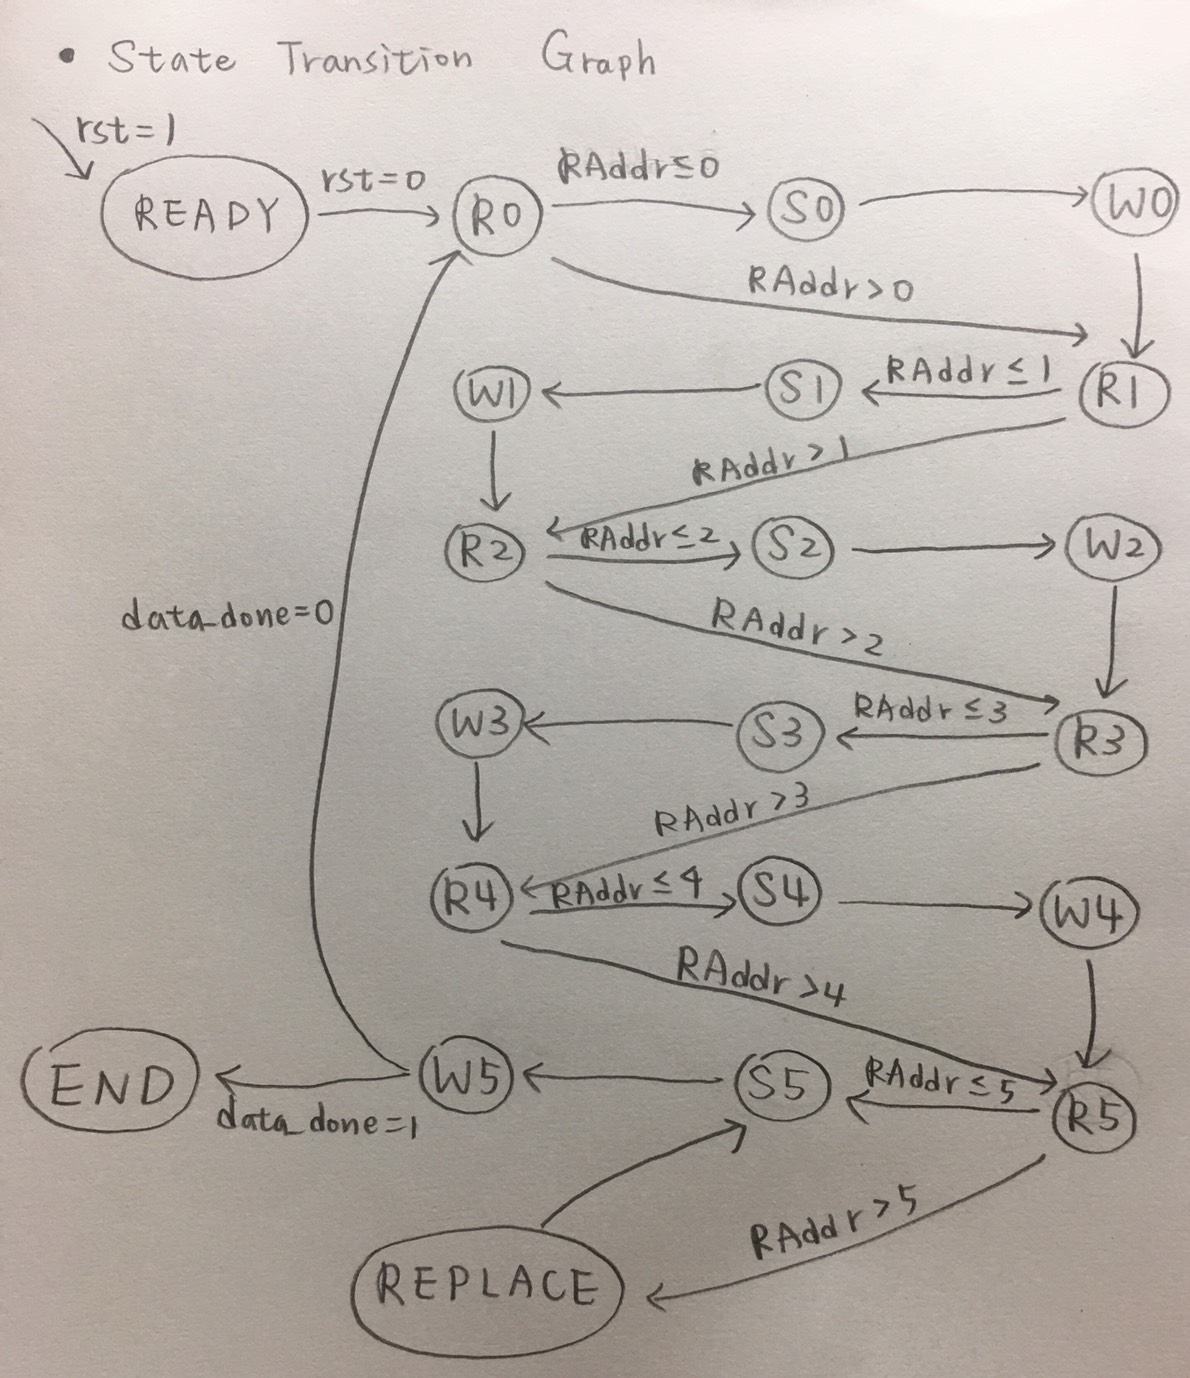 • State Transition Graph
rst=1
READY
rst=0
R0
RAddr≤0
S0
W0
RAddr>0
W1
S1
RAddr≤1
R1
RAddr>1
R2
RAddr≤2
S2
W2
data_done=0
RAddr>2
W3
S3
RAddr≤3
R3
RAddr>3
R4
RAddr≤4
S4
W4
RAddr>4
END
data_done=1
W5
S5
RAddr≤5
R5
RAddr>5
REPLACE